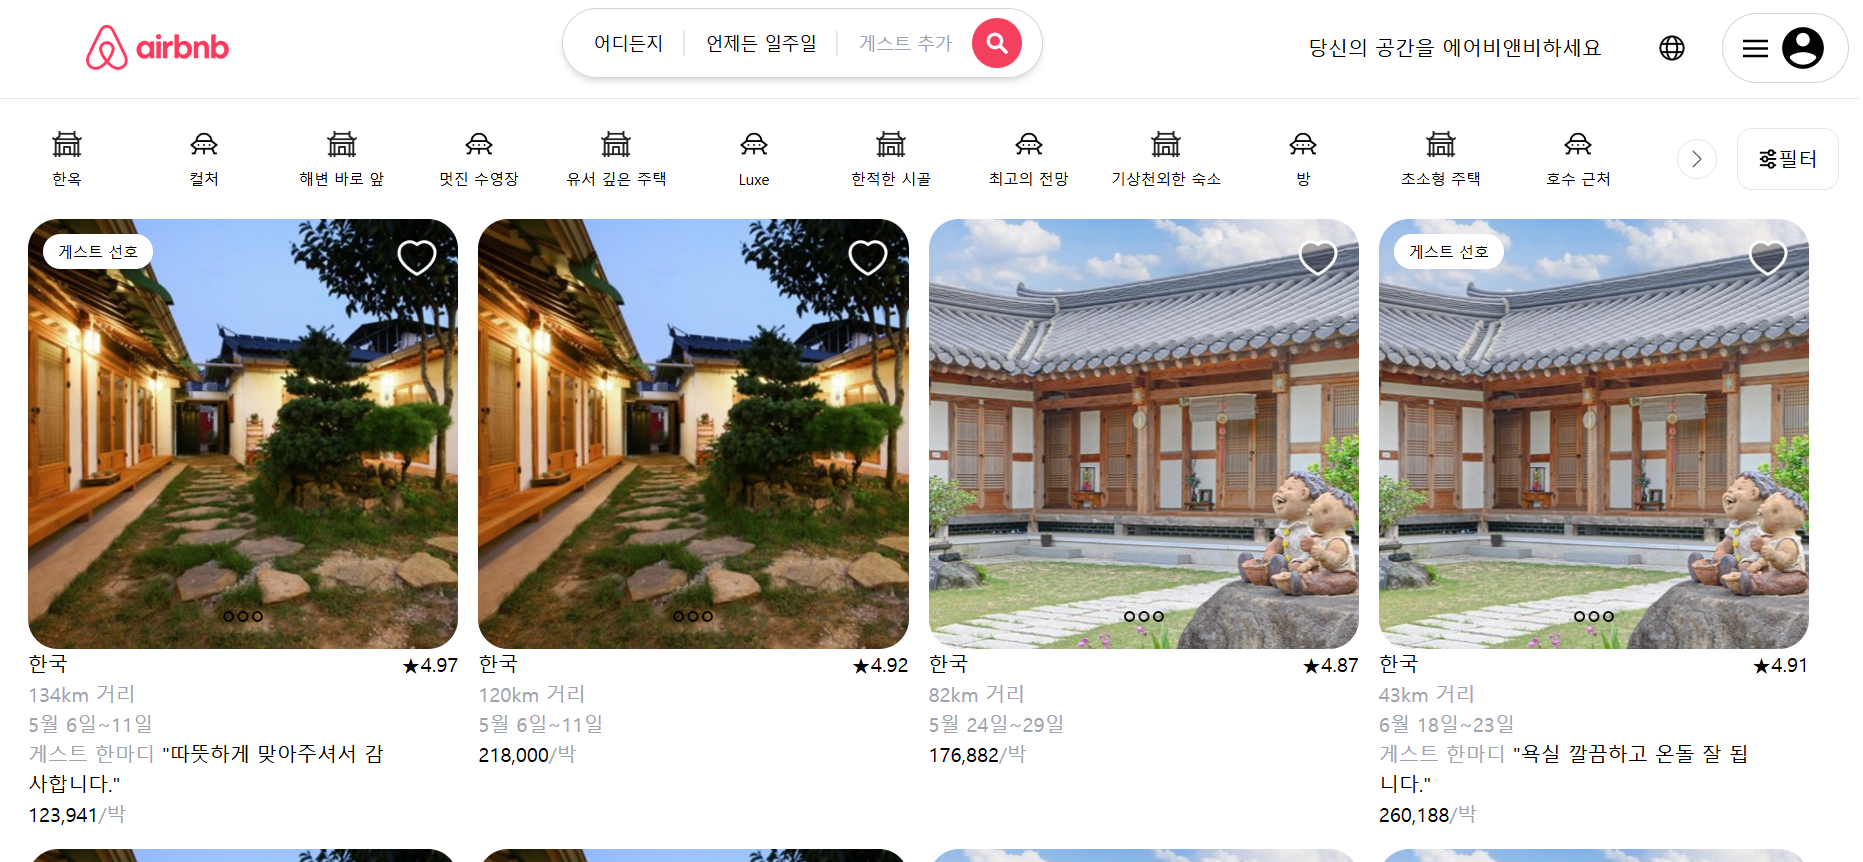 airbnb
어디든지
언제든 일주일
게스트 추가
당신의 공간을 에어비앤비하세요
한옥
컬처
해변 바로 앞
멋진 수영장
유서 깊은 주택
Luxe
한적한 시골
최고의 전망
기상천외한 숙소
방
초소형 주택
호수 근처
필터
게스트 선호
한국
★4.97
134km 거리
5월 6일~11일
게스트 한마디 "따뜻하게 맞아주셔서 감
사합니다."
123,941/박
한국
★4.92
120km 거리
5월 6일~11일
218,000/박
한국
★4.87
82km 거리
5월 24일~29일
176,882/박
게스트 선호
한국
★4.91
43km 거리
6월 18일~23일
게스트 한마디 "욕실 깔끔하고 온돌 잘 됩
니다."
260,188/박